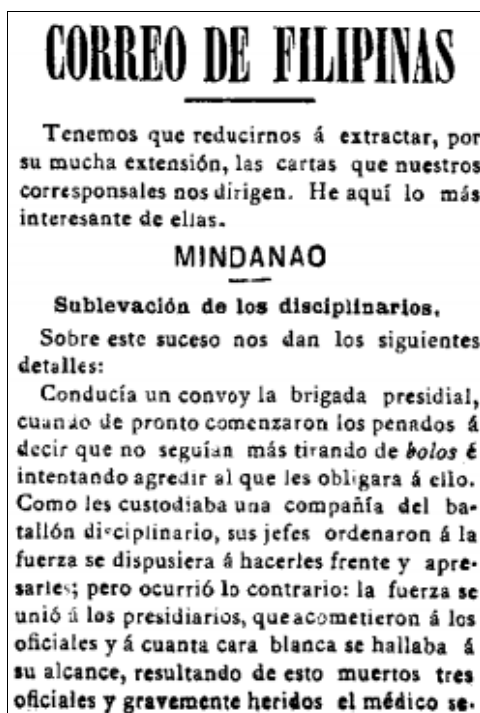 CORREO DE FILIPINAS
Tenemos que reducirnos á extractar, por
su mucha extensión, las cartas que nuestros
corresponsales nos dirigen. He aquí lo más
interesante de ellas.
MINDANAO
Sublevación de los disciplinarios.
Sobre este suceso nos dan los siguientes
detalles:
Conducía un convoy la brigada presidial,
cuando de pronto comenzaron los penados á
decir que no seguían más tirando de bolos é
intentando agredir al que les obligara á ello.
Como les custodiaba una compañía del ba-
tallón disciplinario, sus jefes ordenaron á la
fuerza se dispusiera á hacerles frente y apre-
sarles; pero ocurrió lo contrario: la fuerza se
unió á los presidiarios, que acometieron á los
oficiales y á cuanta cara blanca se hallaba á
su alcance, resultando de esto muertos tres
oficiales y gravemente heridos el médico se-